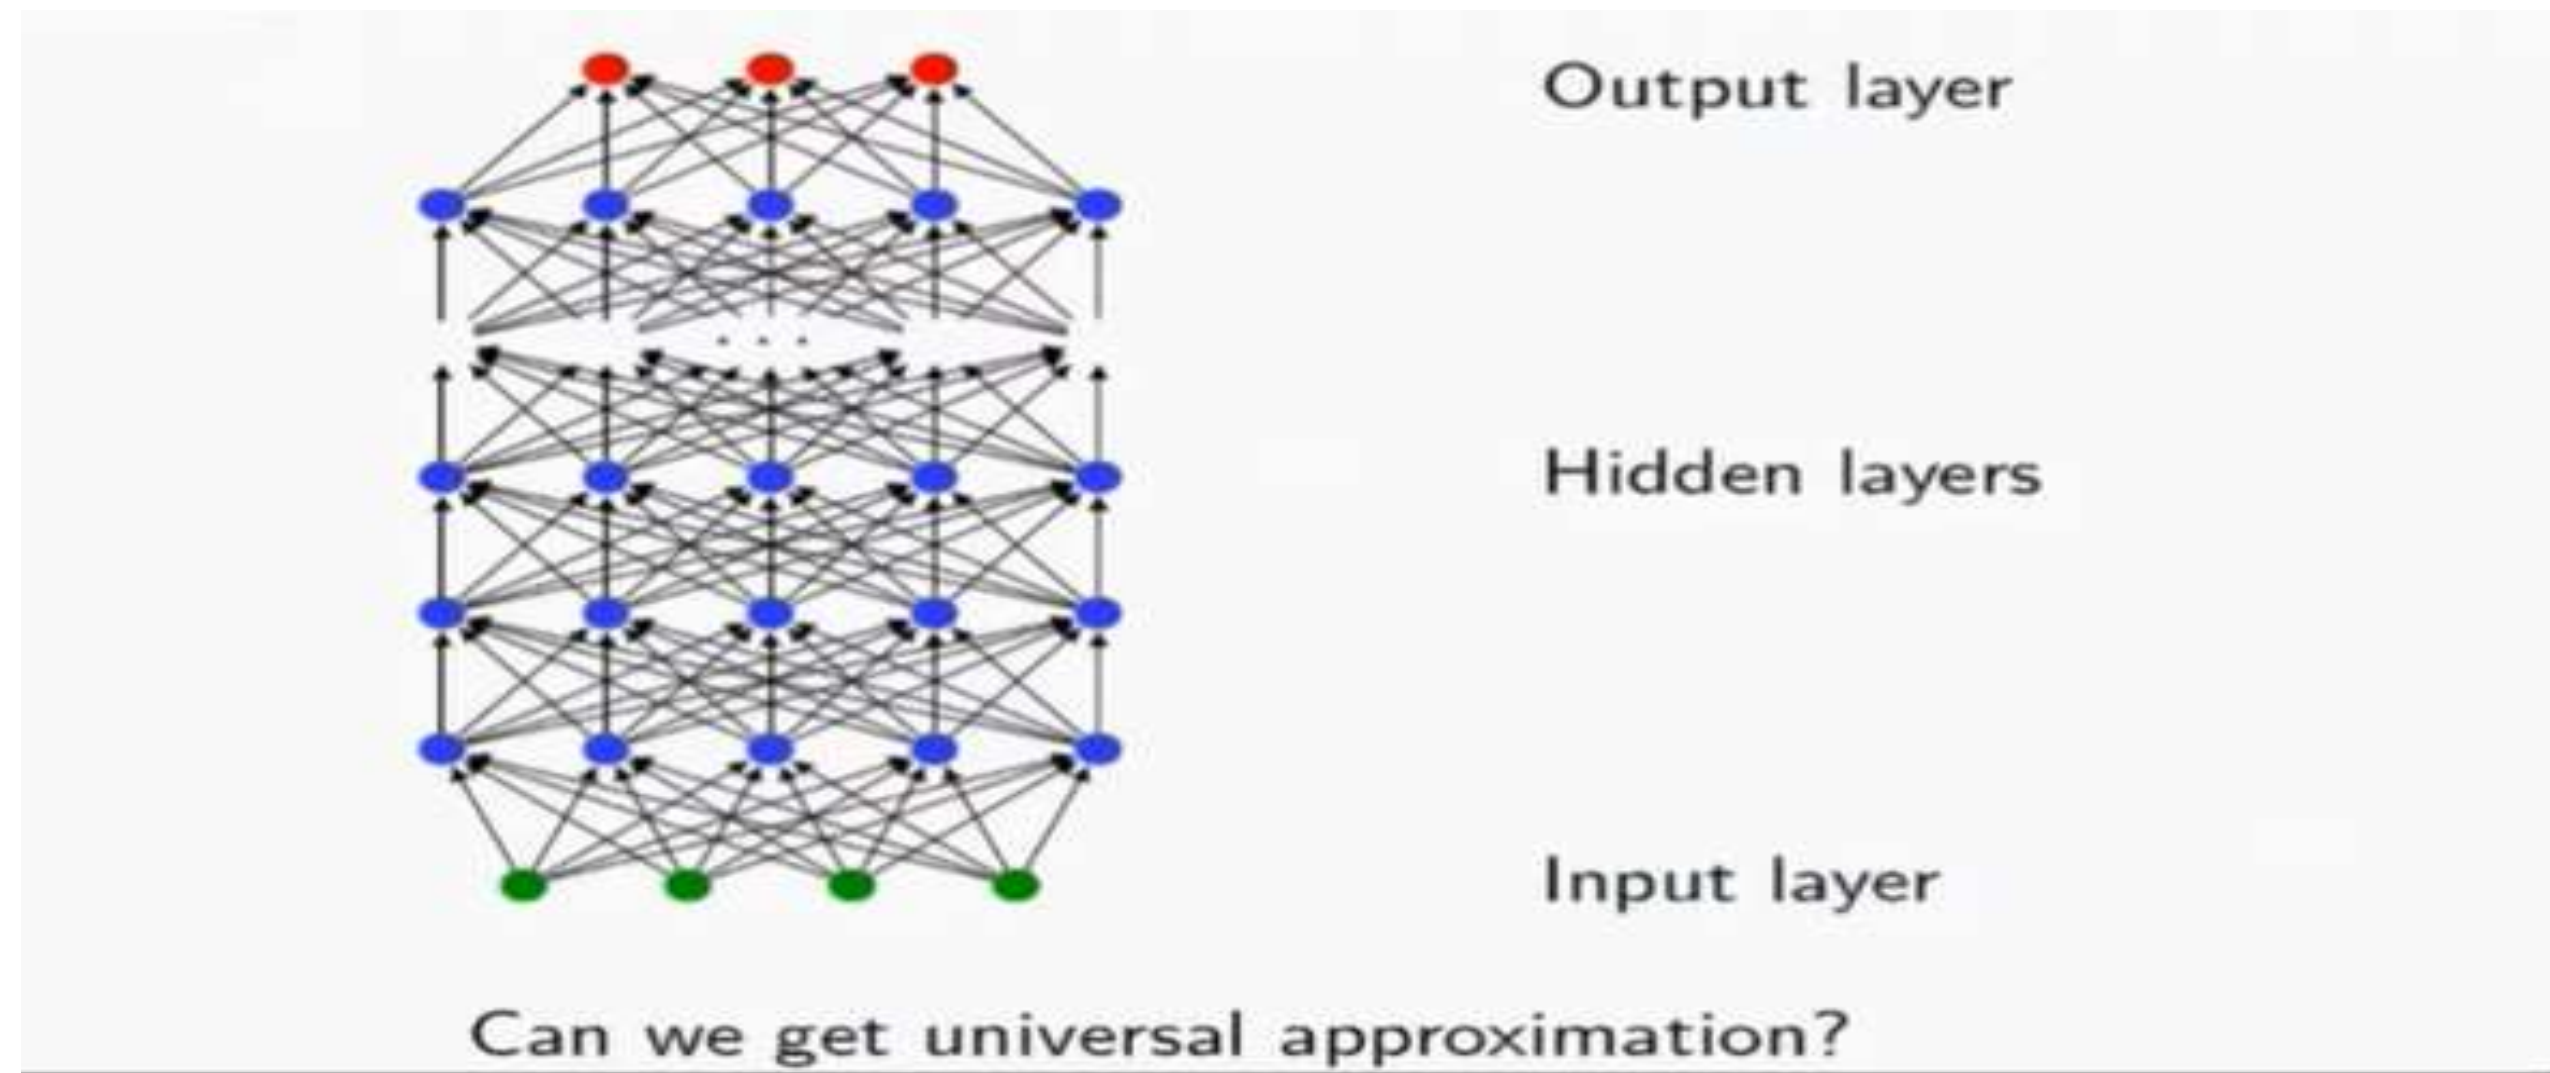 Output layer
. . .
Hidden layers
Input layer
Can we get universal approximation?